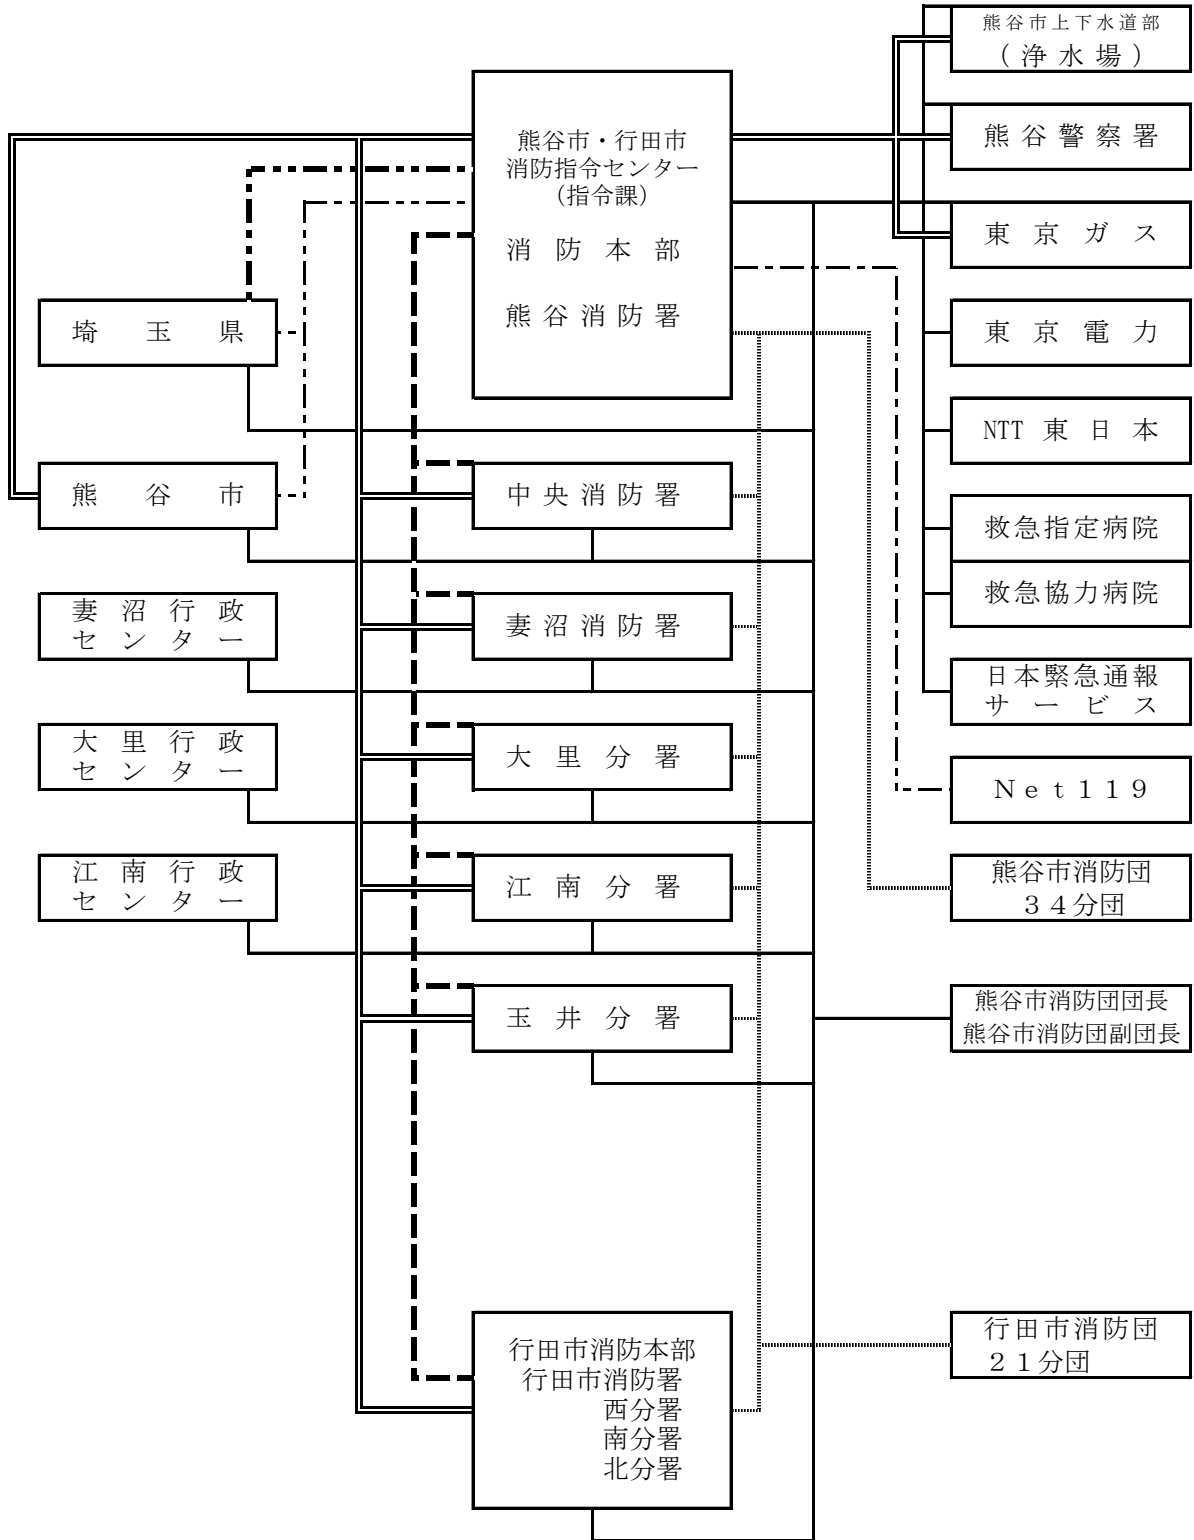 熊谷市・行田市
消防指令センター
(指令課)
消防本部
熊谷消防署
埼玉県
熊谷市
妻沼行政
センター
大里行政
センター
江南行政
センター
中央消防署
妻沼消防署
大里分署
江南分署
玉井分署
行田市消防本部
行田市消防署
西分署
南分署
北分署
熊谷市上下水道部
(浄水場)
熊谷警察署
東京ガス
東京電力
NTT東日本
救急指定病院
救急協力病院
日本緊急通報
サービス
Net119
熊谷市消防団
34分団
熊谷市消防団団長
熊谷市消防団副団長
行田市消防団
21分団